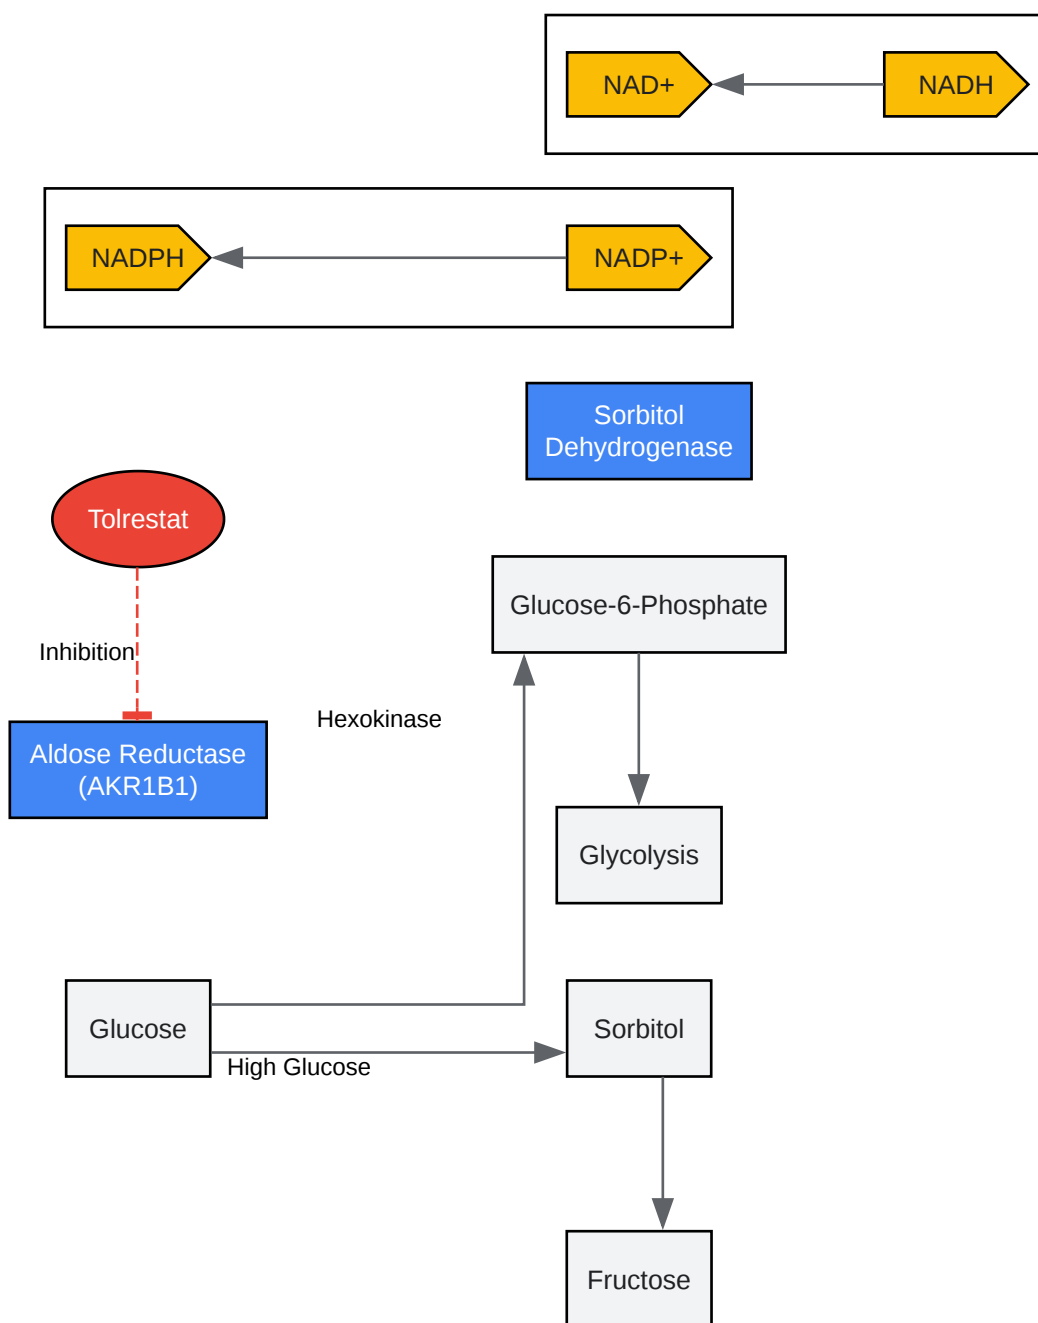 NAD+
NADH
NADPH
NADP+
Sorbitol
Dehydrogenase
Tolrestat
Glucose-6-Phosphate
Inhibition
Hexokinase
Aldose Reductase
(AKR1B1)
Glycolysis
Glucose
Sorbitol
High Glucose
Fructose